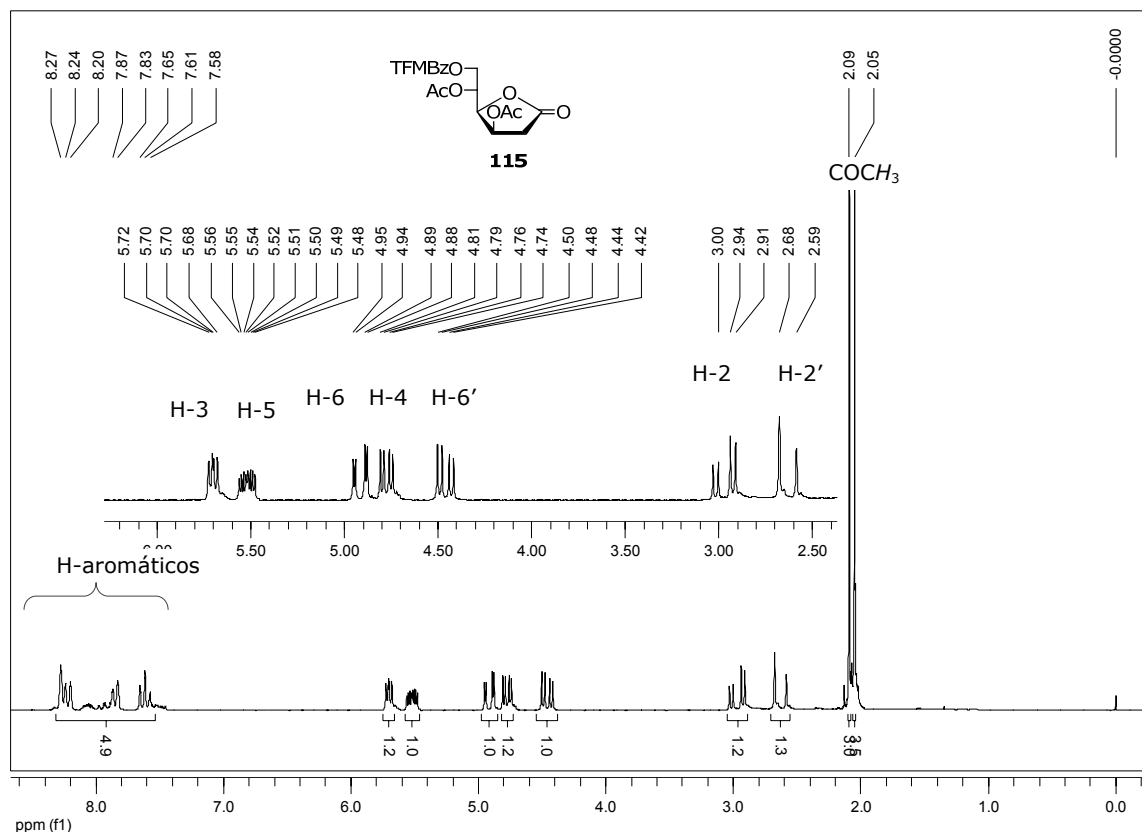 8.27 8.24 8.20 7.87 7.83 7.65 7.61 7.58
2.09 2.05
-0.0000
TFMBzO
AcO
O
OAc
O
115
COCH3
5.72 5.70 5.70 5.68 5.56 5.55 5.54 5.52 5.51 5.50 5.49 5.48 4.95 4.94 4.89 4.88 4.81 4.79 4.76 4.74 4.50 4.48 4.44 4.42
3.00 2.94 2.91 2.68 2.59
H-3 H-5 H-6 H-4 H-6′ H-2 H-2′
5.50 5.00 4.50 4.00 3.50 3.00 2.50
H-aromáticos
4.9 1.2 1.0 1.0 1.2 1.0 1.2 1.3
8.0 7.0 6.0 5.0 4.0 3.0 2.0 1.0 0.0
ppm (f1)